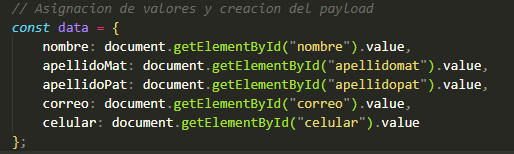 // Asignacion de valores y creacion del payload
const data = {
    nombre: document.getElementById("nombre").value,
    apellidoMat: document.getElementById("apellidomat").value,
    apellidoPat: document.getElementById("apellidopat").value,
    correo: document.getElementById("correo").value,
    celular: document.getElementById("celular").value
};